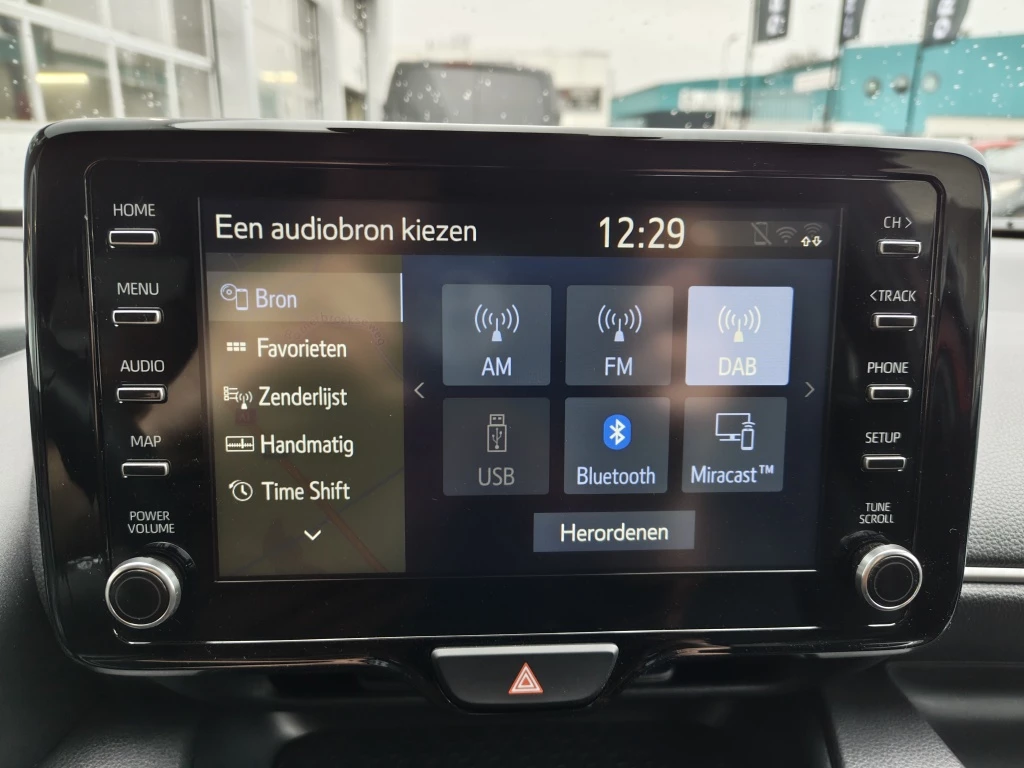 HOME
MENU
AUDIO
MAP
POWER
VOLUME
Een audiobron kiezen
12:29
Bron
Favorieten
Zenderlijst
Handmatig
Time Shift
AM
FM
DAB
USB
Bluetooth
Miracast™
Herordenen
CH >
<TRACK
PHONE
SETUP
TUNE
SCROLL